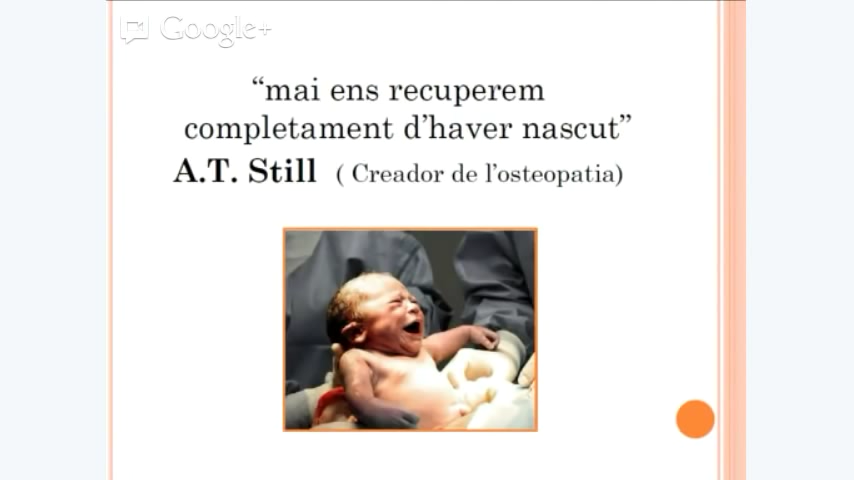 Google+
“mai ens recuperem
completament d’haver nascut”
A.T. Still ( Creador de l’osteopatia)